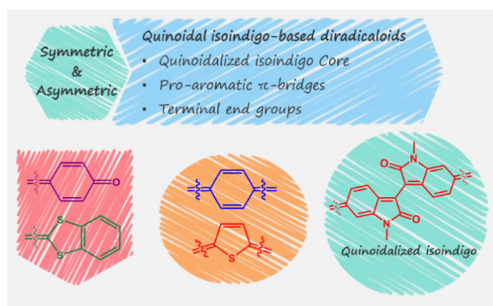 Symmetric
&
Asymmetric
Quinoidal isoindigo-based diradicaloids
• Quinoidalized isoindigo Core
• Pro-aromatic π-bridges
• Terminal end groups
O
S
S
S
N
O
O
N
Quinoidalized isoindigo